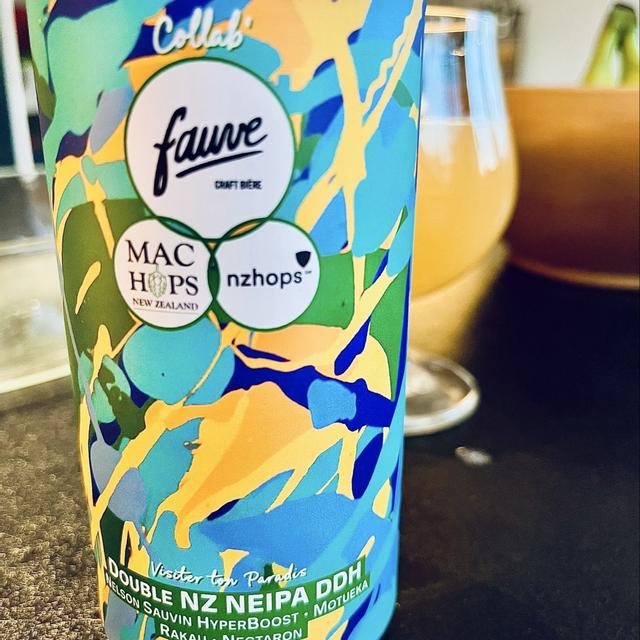 Collab'
fauve
CRAFT BIÈRE
MAC
HOPS
NEW ZEALAND
nzhops
Visiter ton Paradis
DOUBLE NZ NEIPA DDH
NELSON SAUVIN HYPERBOOST · MOTUEKA
RAKAU · NECTARON